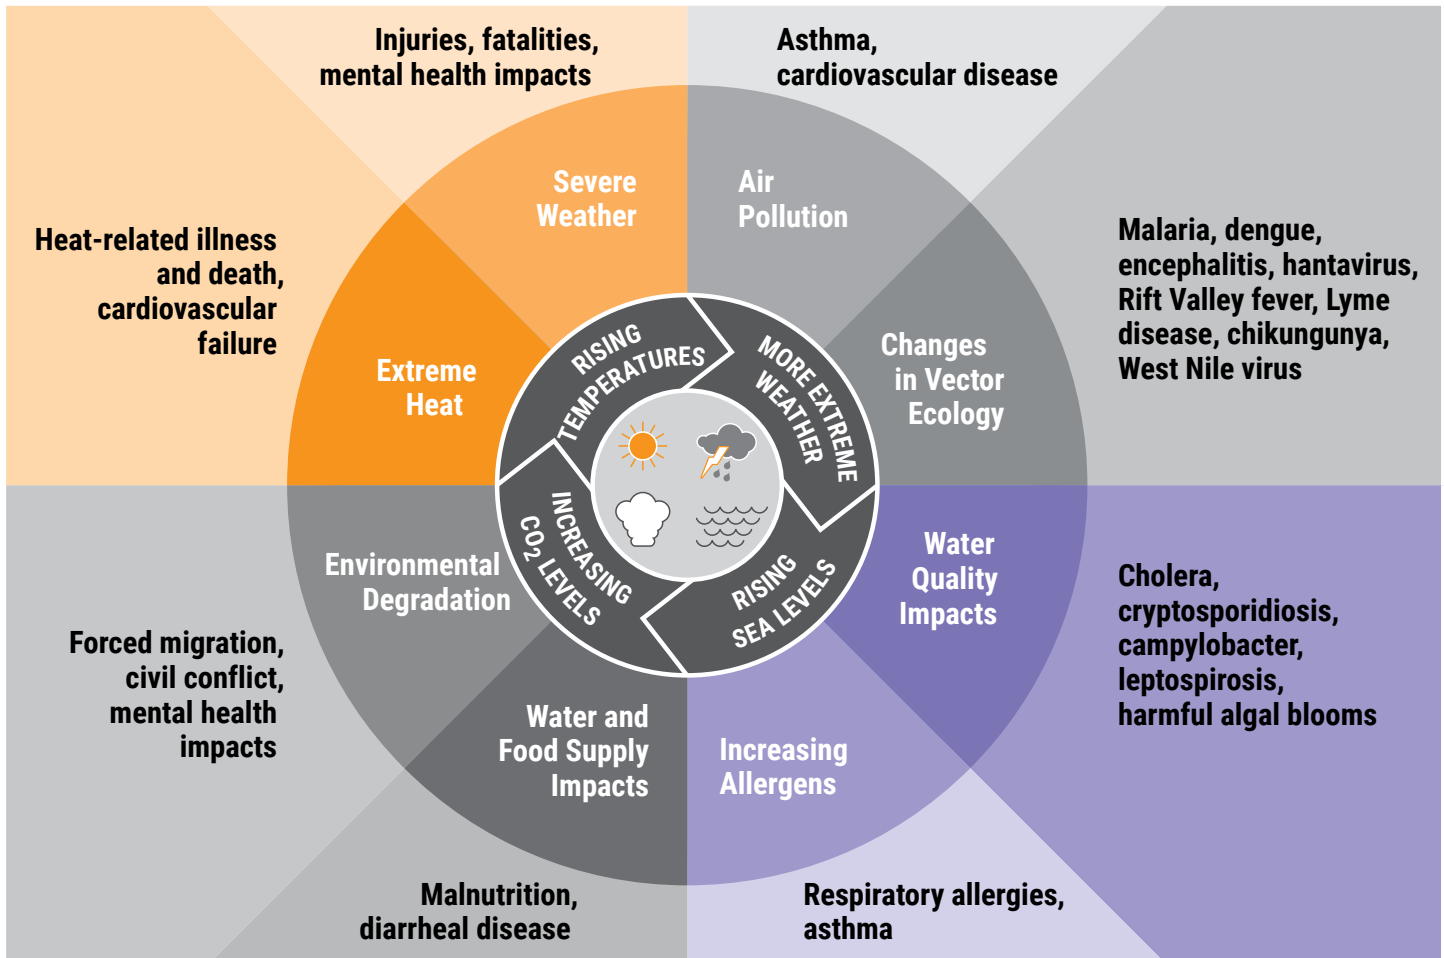 Injuries, fatalities,
mental health impacts
Asthma,
cardiovascular disease
Severe
Weather
Air
Pollution
Heat-related illness
and death,
cardiovascular
failure
Malaria, dengue,
encephalitis, hantavirus,
Rift Valley fever, Lyme
disease, chikungunya,
West Nile virus
Extreme
Heat
Changes
in Vector
Ecology
RISING
TEMPERATURES
MORE EXTREME
WEATHER
INCREASING
CO2 LEVELS
RISING
SEA LEVELS
Environmental
Degradation
Water
Quality
Impacts
Forced migration,
civil conflict,
mental health
impacts
Cholera,
cryptosporidiosis,
campylobacter,
leptospirosis,
harmful algal blooms
Water and
Food Supply
Impacts
Increasing
Allergens
Malnutrition,
diarrheal disease
Respiratory allergies,
asthma